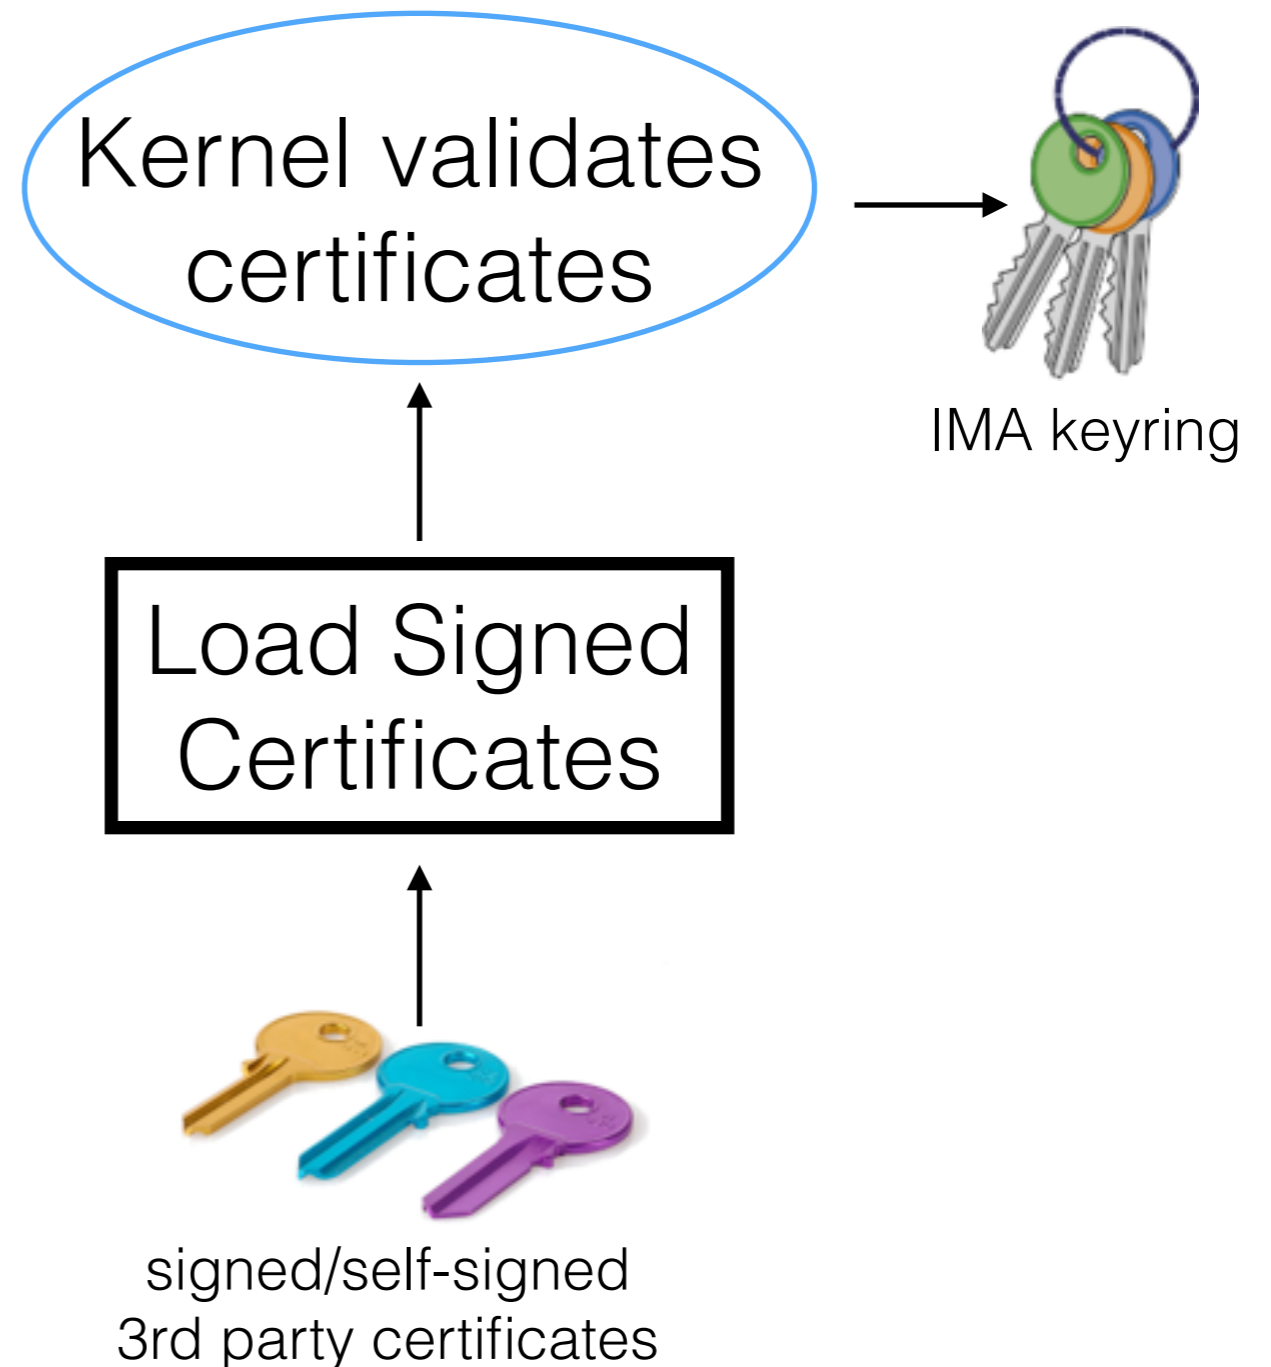 Kernel validates
certificates
IMA keyring
Load Signed
Certificates
signed/self-signed
3rd party certificates